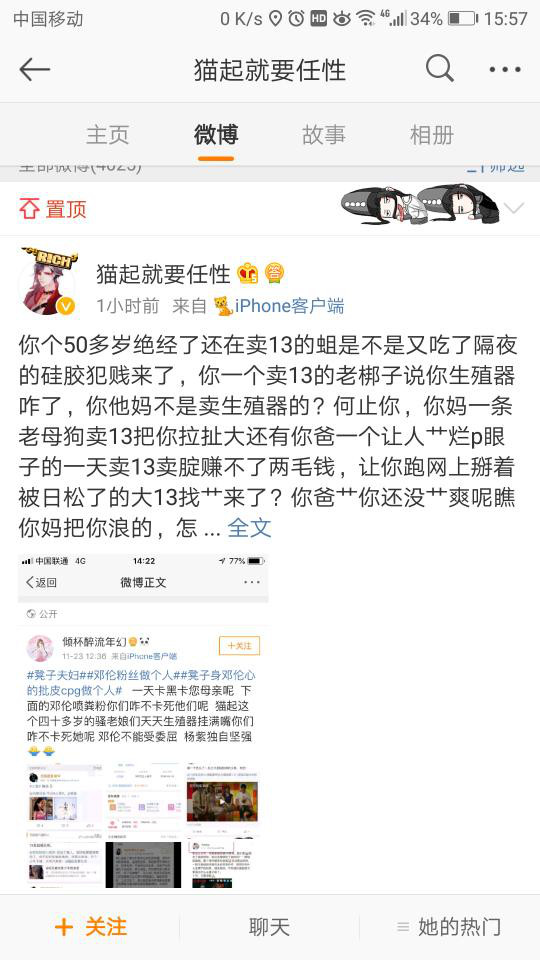 中国移动 0 K/s HD 4G 34% 15:57
猫起就要任性
主页 微博 故事 相册
全部微博(4025) 筛选
置顶
RICH
猫起就要任性 答
1小时前 来自 iPhone客户端
你个50多岁绝经了还在卖13的蛆是不是又吃了隔夜
的硅胶犯贱来了，你一个卖13的老梆子说你生殖器
咋了，你他妈不是卖生殖器的？何止你，你妈一条
老母狗卖13把你拉扯大还有你爸一个让人艹烂p眼
子的一天卖13卖腚赚不了两毛钱，让你跑网上掰着
被日松了的大13找艹来了？你爸艹你还没艹爽呢瞧
你妈把你浪的，怎 ... 全文
中国联通 4G 14:22 77%
返回 微博正文
公开
倾杯醉流年幻
+关注
11-23 12:36 来自iPhone客户端
#凳子夫妇##邓伦粉丝做个人##凳子身邓伦心
的批皮cpg做个人# 一天卡黑卡您母亲呢 下
面的邓伦喷粪粉你们咋不卡死他们呢 猫起这
个四十多岁的骚老娘们天天生殖器挂满嘴你们
咋不卡死她呢 邓伦不能受委屈 杨紫独自坚强
+ 关注 聊天 她的热门